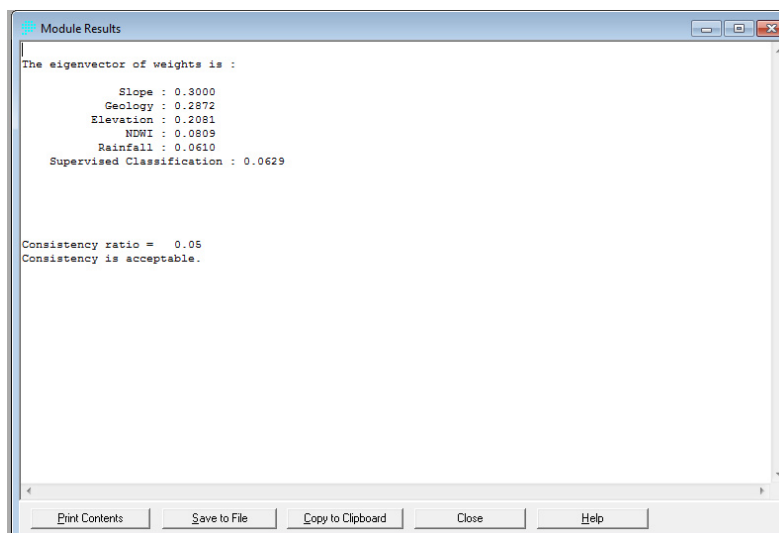 Module Results
The eigenvector of weights is :
Slope : 0.3000
Geology : 0.2872
Elevation : 0.2081
NDWI : 0.0809
Rainfall : 0.0610
Supervised Classification : 0.0629
Consistency ratio =   0.05
Consistency is acceptable.
Print Contents Save to File Copy to Clipboard Close Help